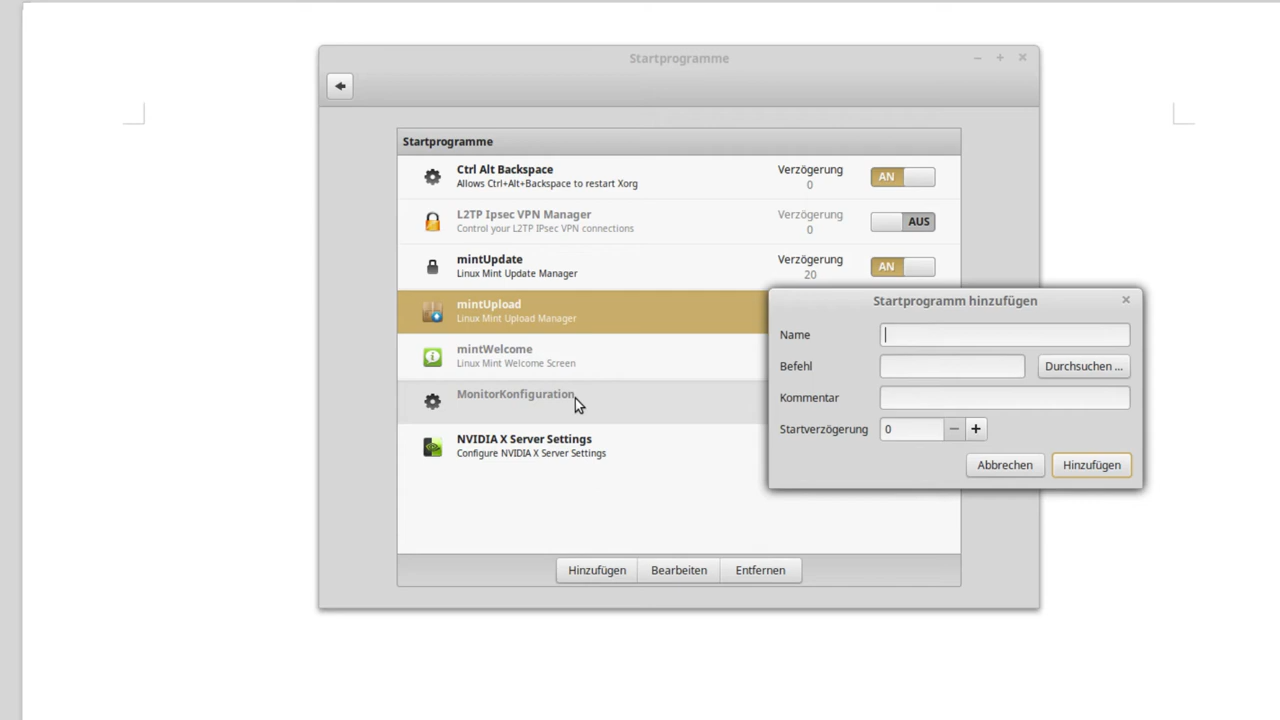 Startprogramme
Startprogramme
Ctrl Alt Backspace
Allows Ctrl+Alt+Backspace to restart Xorg
Verzögerung
0
AN
L2TP Ipsec VPN Manager
Control your L2TP IPsec VPN connections
Verzögerung
0
AUS
mintUpdate
Linux Mint Update Manager
Verzögerung
20
AN
mintUpload
Linux Mint Upload Manager
mintWelcome
Linux Mint Welcome Screen
MonitorKonfiguration
NVIDIA X Server Settings
Configure NVIDIA X Server Settings
Hinzufügen
Bearbeiten
Entfernen
Startprogramm hinzufügen
Name
Befehl
Durchsuchen ...
Kommentar
Startverzögerung
0
Abbrechen
Hinzufügen